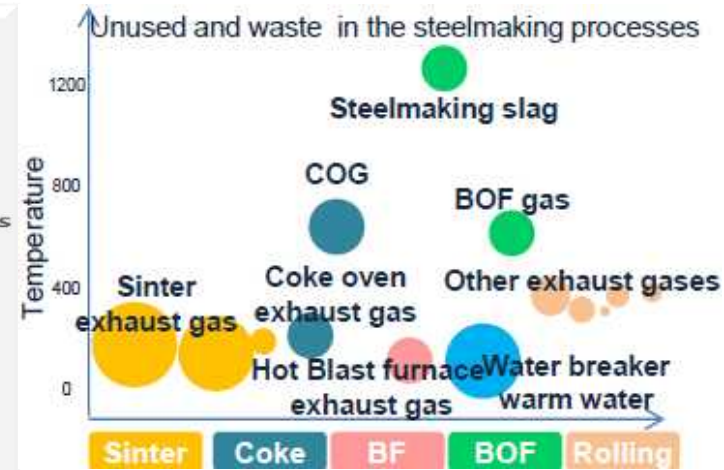 Unused and waste in the steelmaking processes
1200
Steelmaking slag
COG
800
BOF gas
Temperature
s
Coke oven
exhaust gas
Other exhaust gases
400
Sinter
exhaust gas
Hot Blast furnace
exhaust gas
Water breaker
warm water
0
Sinter
Coke
BF
BOF
Rolling